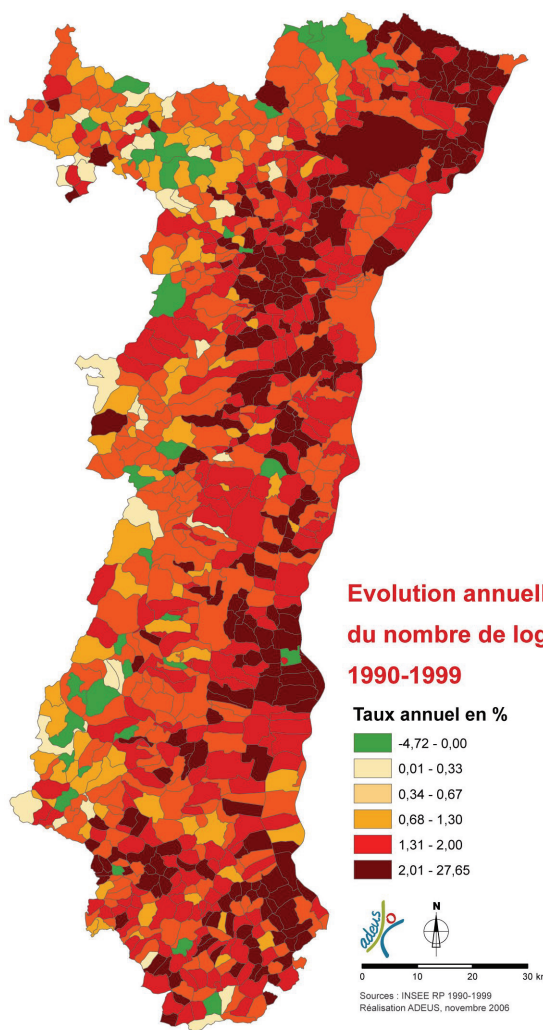 Evolution annuell
du nombre de log
1990-1999
Taux annuel en %
-4,72 - 0,00
0,01 - 0,33
0,34 - 0,67
0,68 - 1,30
1,31 - 2,00
2,01 - 27,65
adeus
N
0 10 20 30 km
Sources : INSEE RP 1990-1999
Réalisation ADEUS, novembre 2006